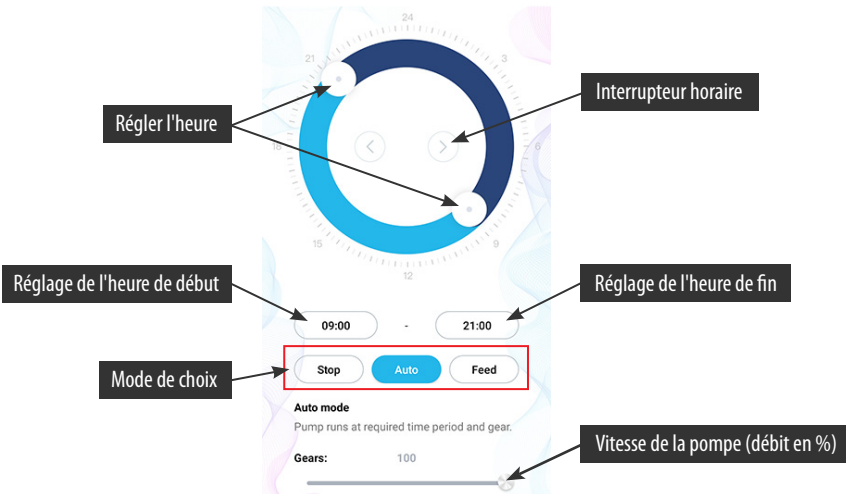 24
21
3
Interrupteur horaire
Régler l'heure
18
6
15
9
12
Réglage de l'heure de début
Réglage de l'heure de fin
09:00 - 21:00
Mode de choix
Stop Auto Feed
Auto mode
Pump runs at required time period and gear.
Vitesse de la pompe (débit en %)
Gears: 100